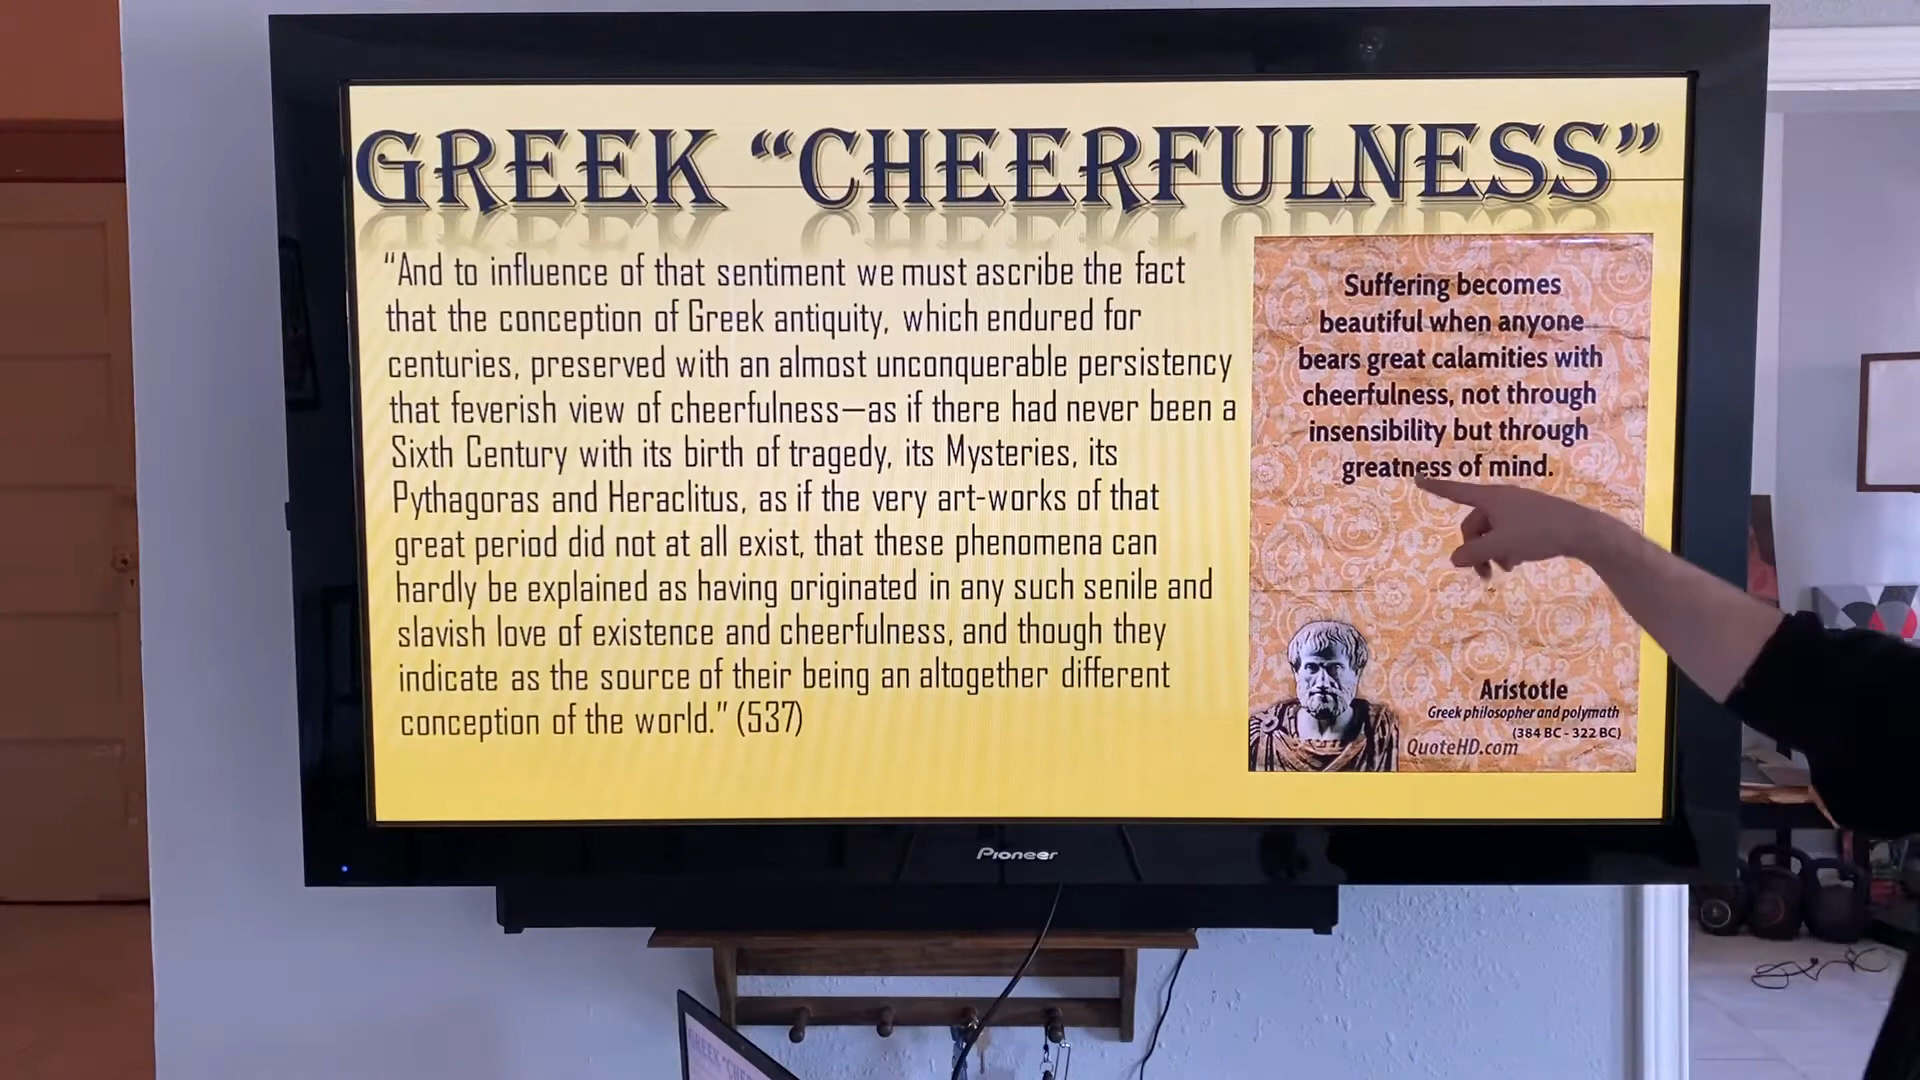 GREEK “CHEERFULNESS”
“And to influence of that sentiment we must ascribe the fact
that the conception of Greek antiquity, which endured for
centuries, preserved with an almost unconquerable persistency
that feverish view of cheerfulness—as if there had never been a
Sixth Century with its birth of tragedy, its Mysteries, its
Pythagoras and Heraclitus, as if the very art-works of that
great period did not at all exist, that these phenomena can
hardly be explained as having originated in any such senile and
slavish love of existence and cheerfulness, and though they
indicate as the source of their being an altogether different
conception of the world.” (537)
Suffering becomes
beautiful when anyone
bears great calamities with
cheerfulness, not through
insensibility but through
greatness of mind.
Aristotle
Greek philosopher and polymath
(384 BC - 322 BC)
QuoteHD.com
Pioneer